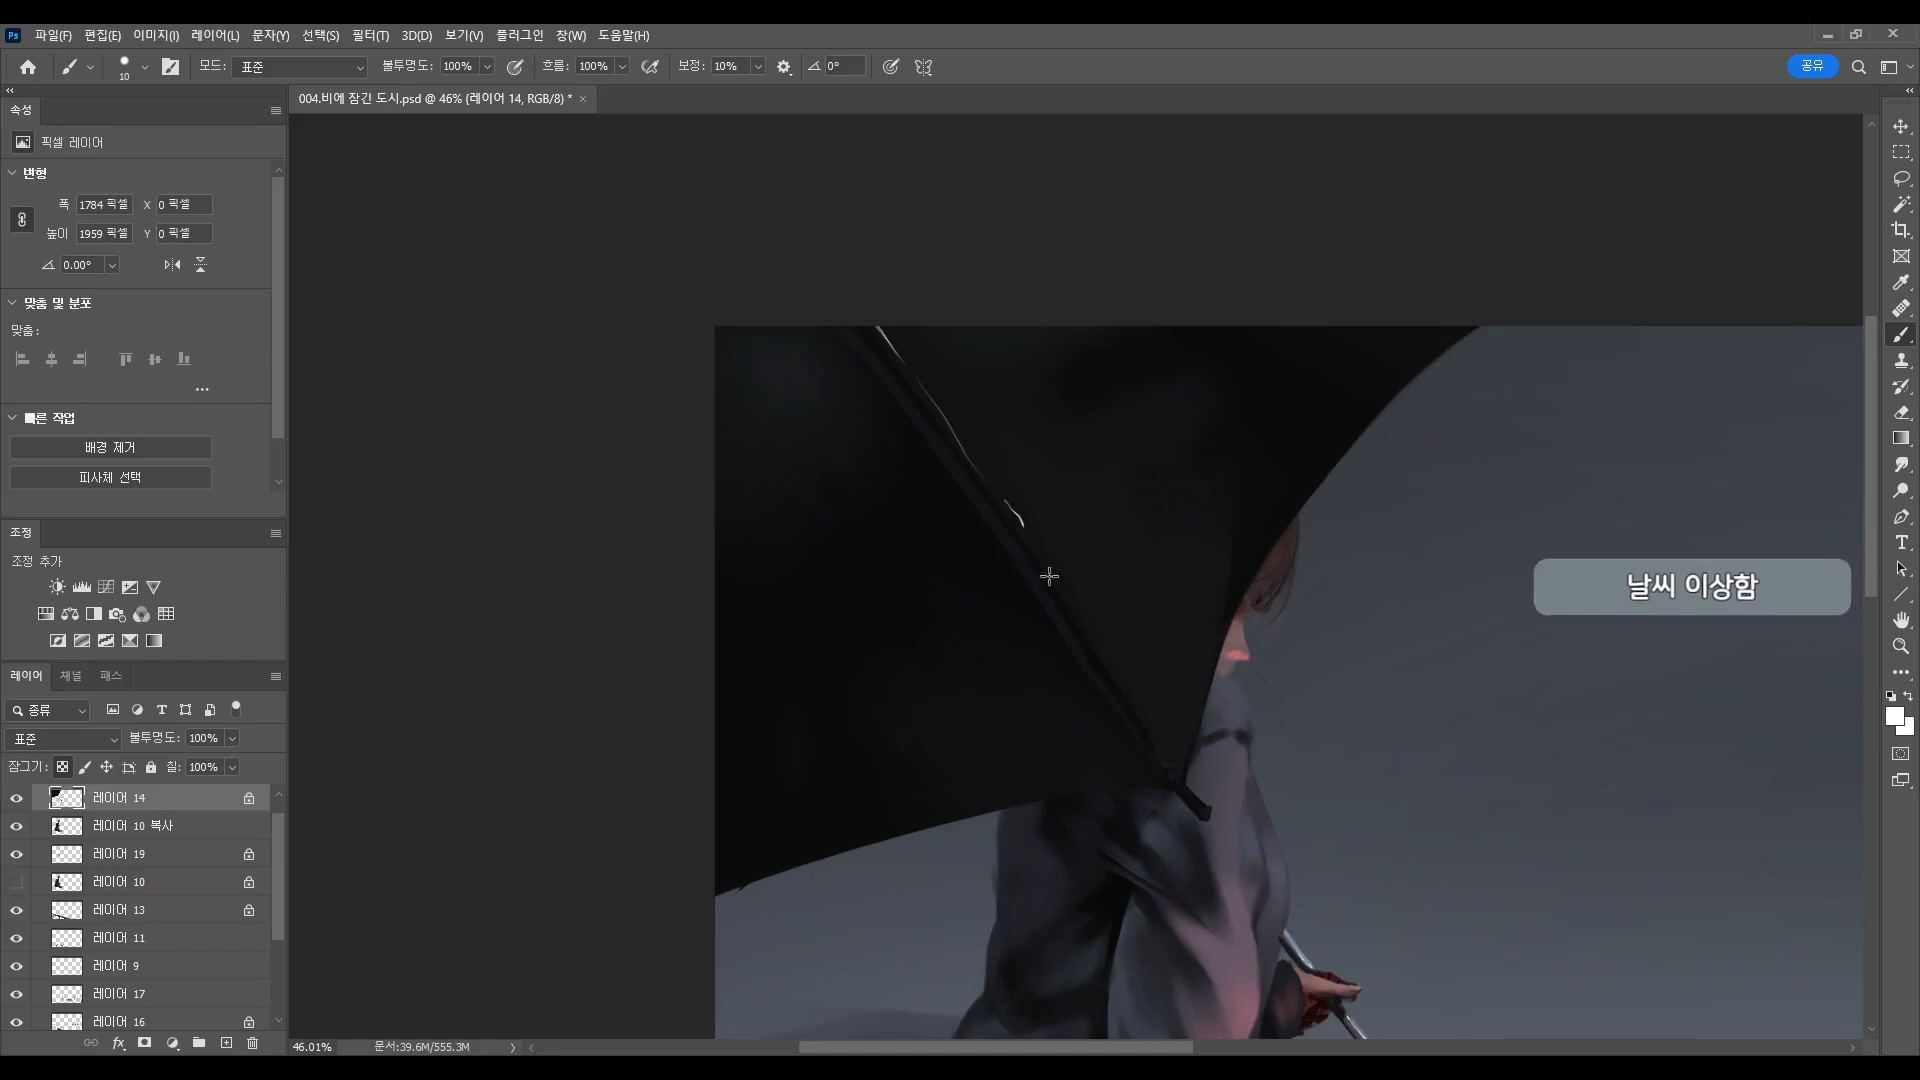 Ps 파일(F) 편집(E) 이미지(I) 레이어(L) 문자(Y) 선택(S) 필터(T) 3D(D) 보기(V) 플러그인 창(W) 도움말(H)
10 모드: 표준 불투명도: 100% 흐름: 100% 보정: 10% 0° 공유
004.비에 잠긴 도시.psd @ 46% (레이어 14, RGB/8) *
속성
픽셀 레이어
변형
폭 1784 픽셀 X 0 픽셀
높이 1959 픽셀 Y 0 픽셀
0.00°
맞춤 및 분포
맞춤:
빠른 작업
배경 제거
피사체 선택
조정
조정 추가
날씨 이상함
레이어 채널 패스
종류
표준 불투명도: 100%
잠그기: 칠: 100%
레이어 14
레이어 10 복사
레이어 19
레이어 10
레이어 13
레이어 11
레이어 9
레이어 17
레이어 16
46.01% 문서:39.6M/555.3M